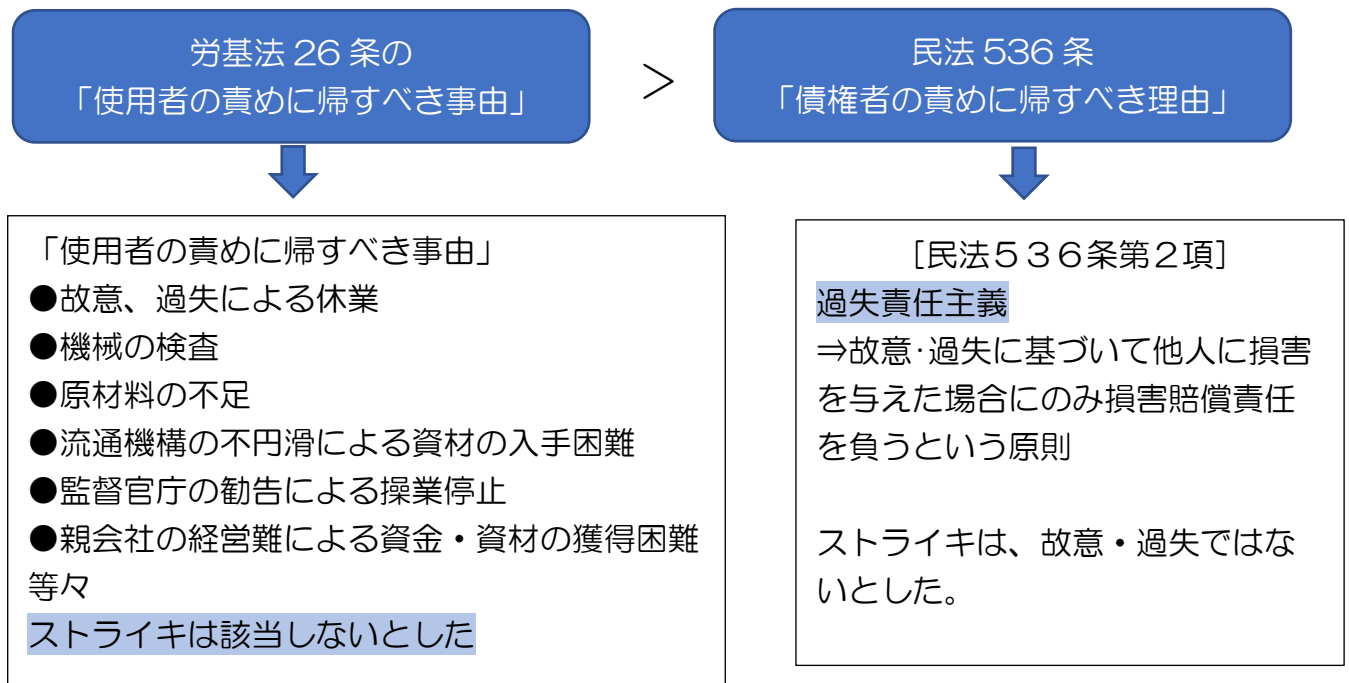 労基法 26 条の
「使用者の責めに帰すべき事由」
＞
民法 536 条
「債権者の責めに帰すべき理由」
「使用者の責めに帰すべき事由」
●故意、過失による休業
●機械の検査
●原材料の不足
●流通機構の不円滑による資材の入手困難
●監督官庁の勧告による操業停止
●親会社の経営難による資金・資材の獲得困難
等々
ストライキは該当しないとした
［民法５３６条第２項］
過失責任主義
⇒故意･過失に基づいて他人に損害
を与えた場合にのみ損害賠償責任
を負うという原則
ストライキは、故意・過失ではな
いとした。